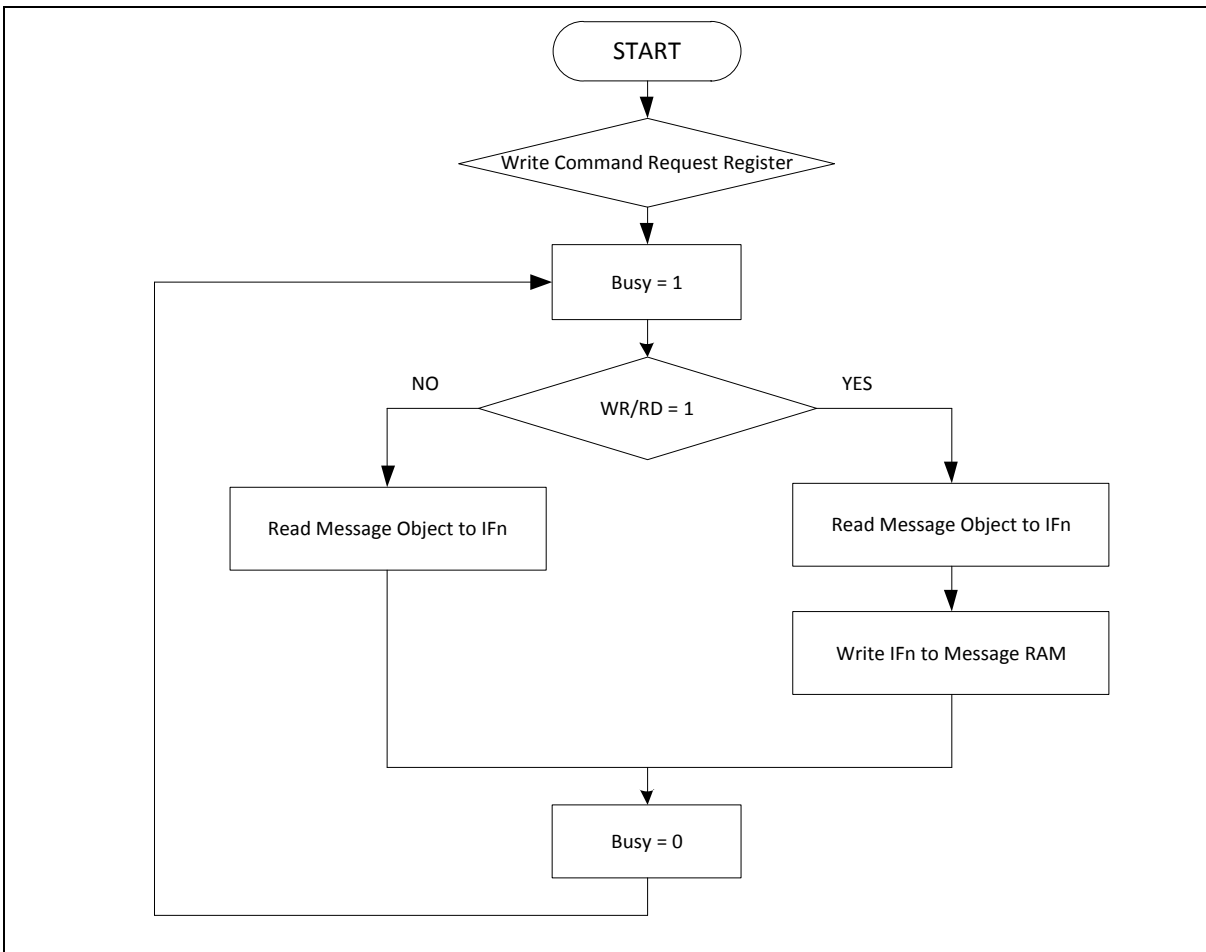 START
Write Command Request Register
Busy = 1
NO
YES
WR/RD = 1
Read Message Object to IFn
Read Message Object to IFn
Write IFn to Message RAM
Busy = 0